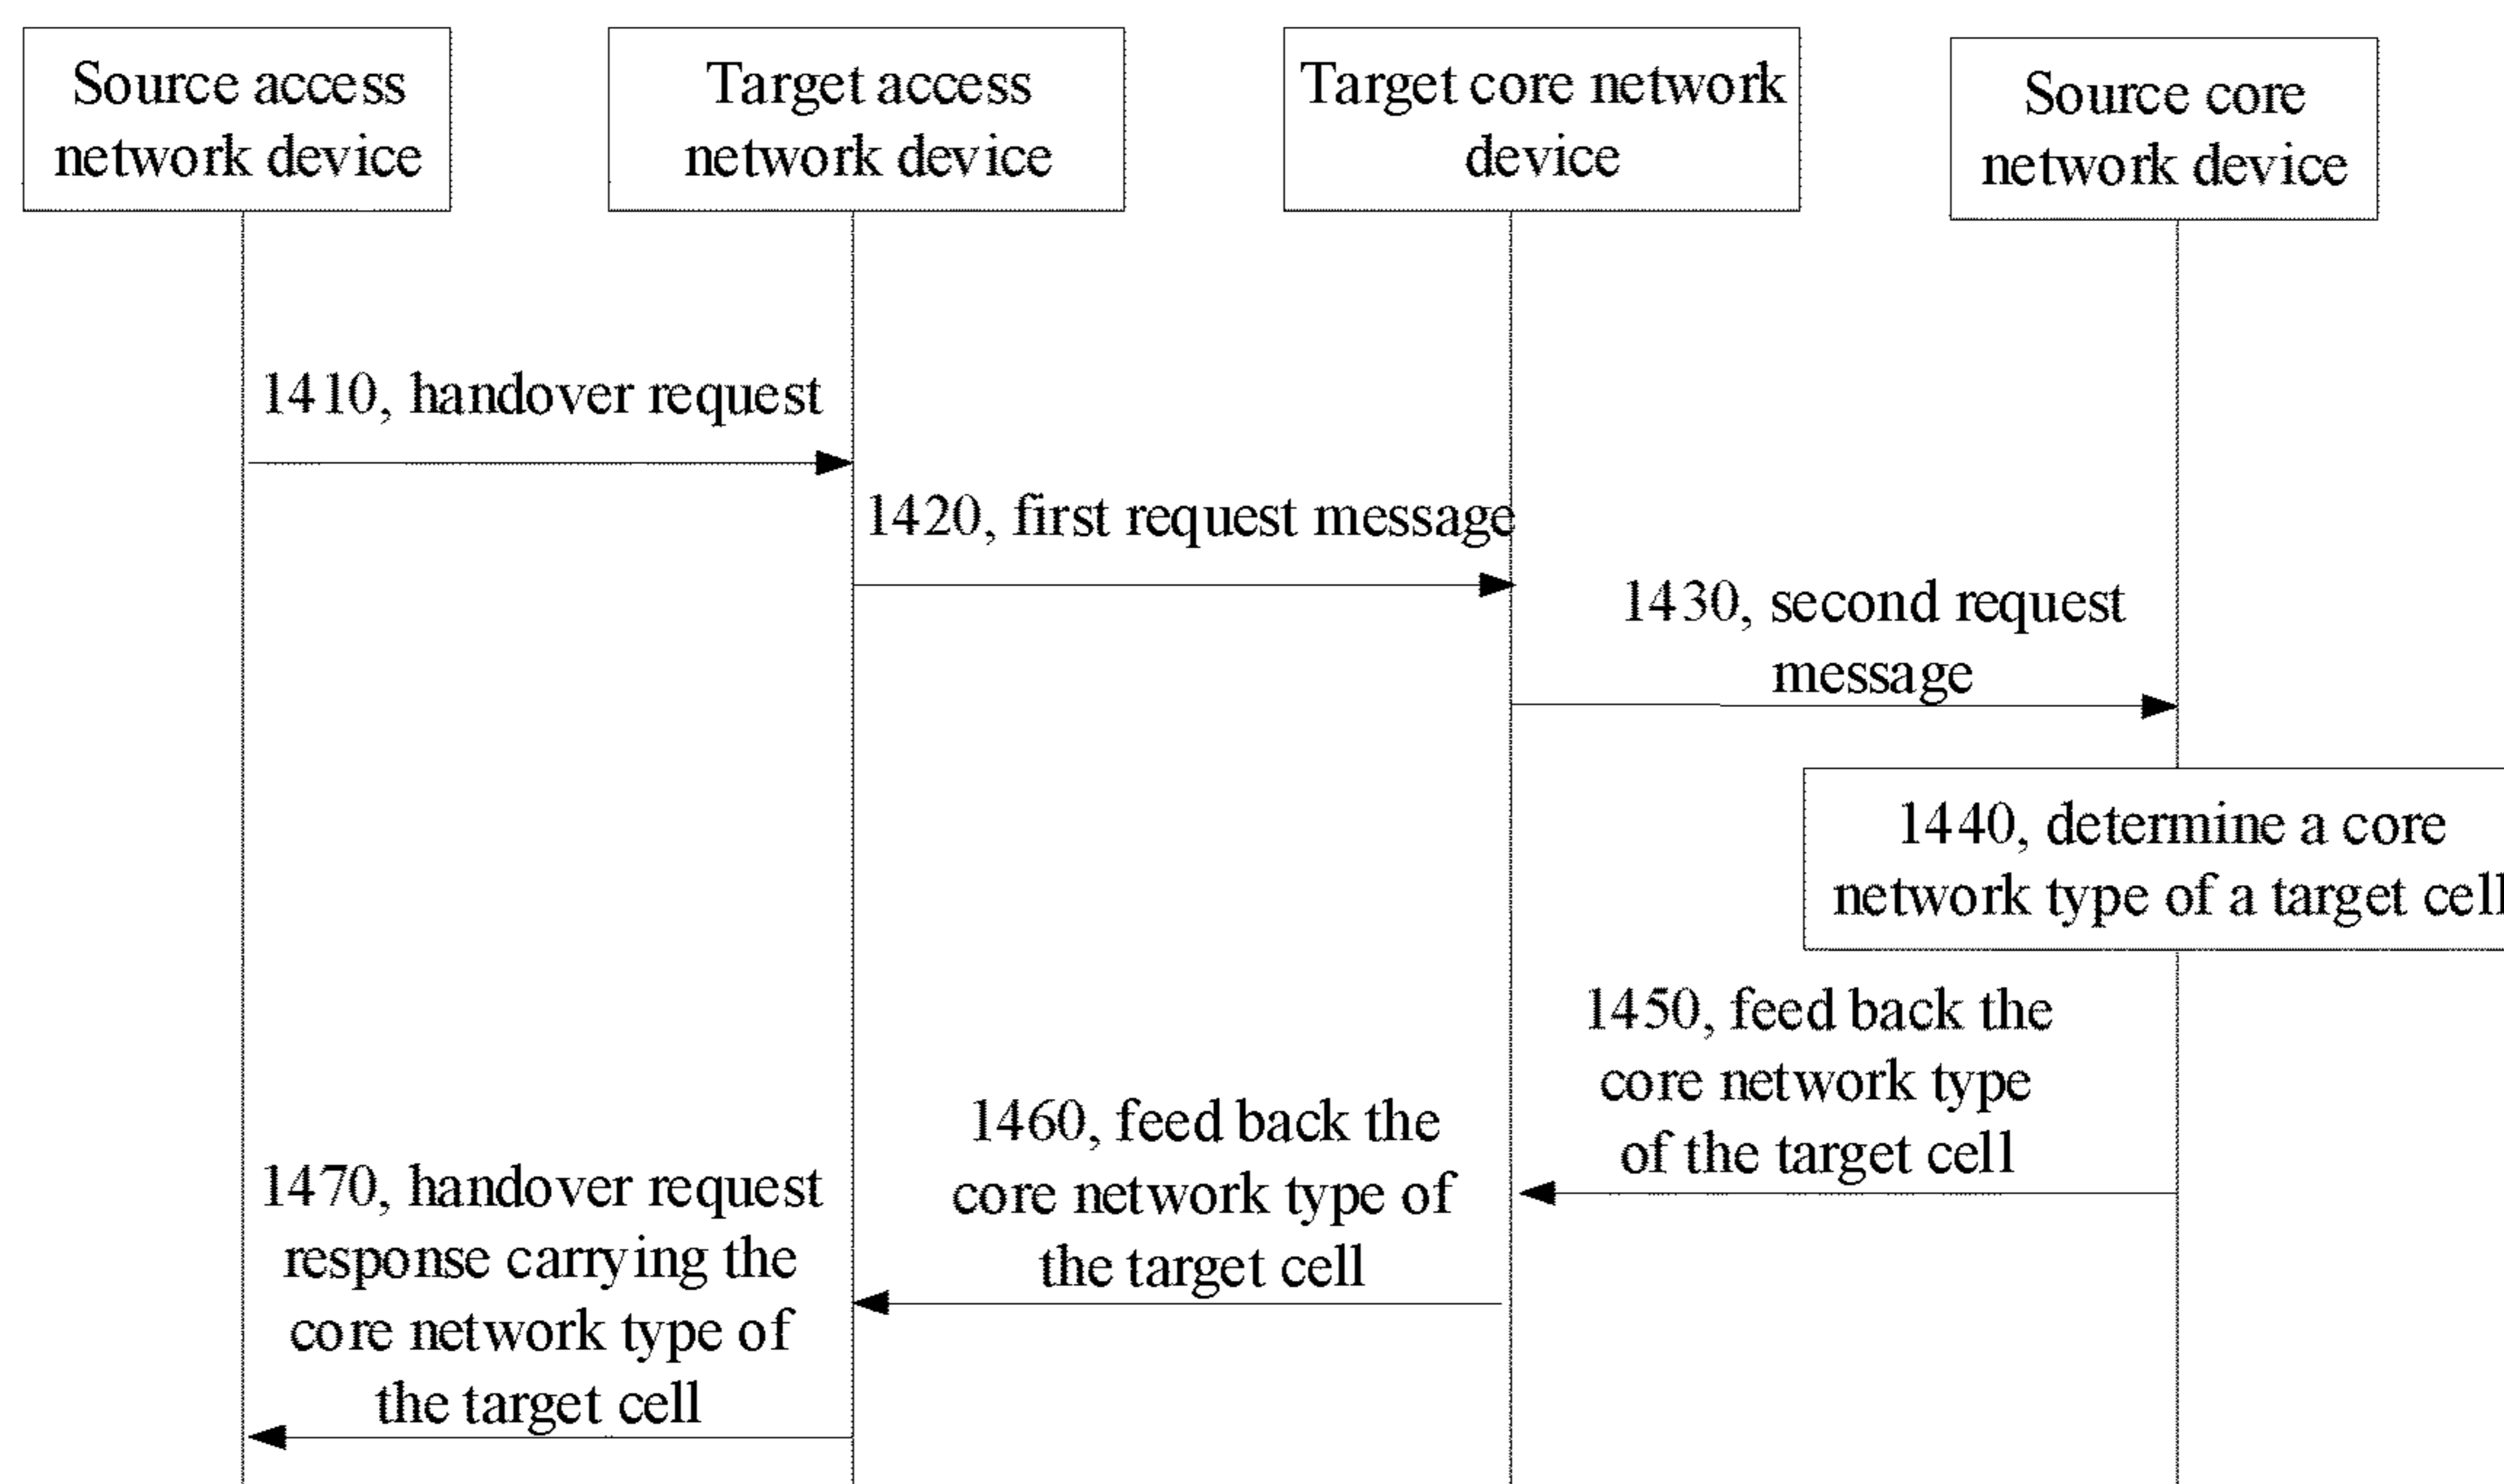 Source access
network device
Target access
network device
Target core network
device
Source core
network device
1410, handover request
1420, first request message
1430, second request
message
1440, determine a core
network type of a target cell
1450, feed back the
core network type
of the target cell
1460, feed back the
core network type of
the target cell
1470, handover request
response carrying the
core network type of
the target cell